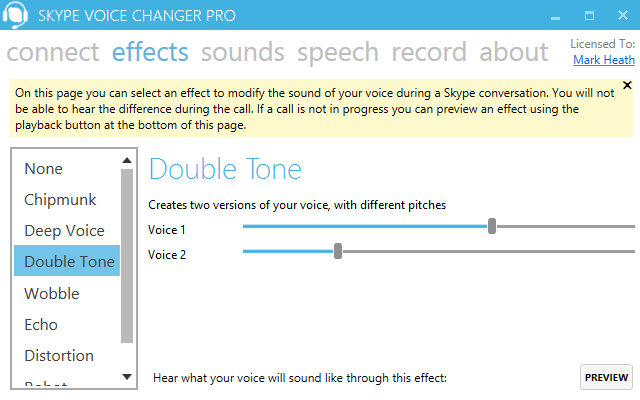 SKYPE VOICE CHANGER PRO
connect effects sounds speech record about
Licensed To:
Mark Heath
On this page you can select an effect to modify the sound of your voice during a Skype conversation. You will not
be able to hear the difference during the call. If a call is not in progress you can preview an effect using the
playback button at the bottom of this page.
None
Chipmunk
Deep Voice
Double Tone
Wobble
Echo
Distortion
Robot
Double Tone
Creates two versions of your voice, with different pitches
Voice 1
Voice 2
Hear what your voice will sound like through this effect:
PREVIEW